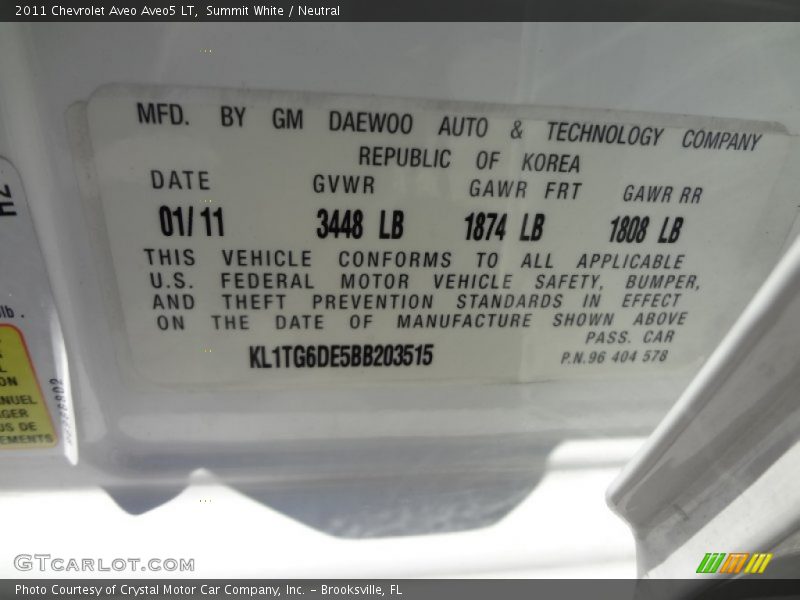 2011 Chevrolet Aveo Aveo5 LT, Summit White / Neutral
MFD. BY GM DAEWOO AUTO & TECHNOLOGY COMPANY
REPUBLIC OF KOREA
DATE GVWR GAWR FRT GAWR RR
01/11 3448 LB 1874 LB 1808 LB
THIS VEHICLE CONFORMS TO ALL APPLICABLE
U.S. FEDERAL MOTOR VEHICLE SAFETY, BUMPER,
AND THEFT PREVENTION STANDARDS IN EFFECT
ON THE DATE OF MANUFACTURE SHOWN ABOVE
PASS. CAR
KL1TG6DE5BB203515 P.N.96 404 578
GTCARLOT.COM
Photo Courtesy of Crystal Motor Car Company, Inc. – Brooksville, FL